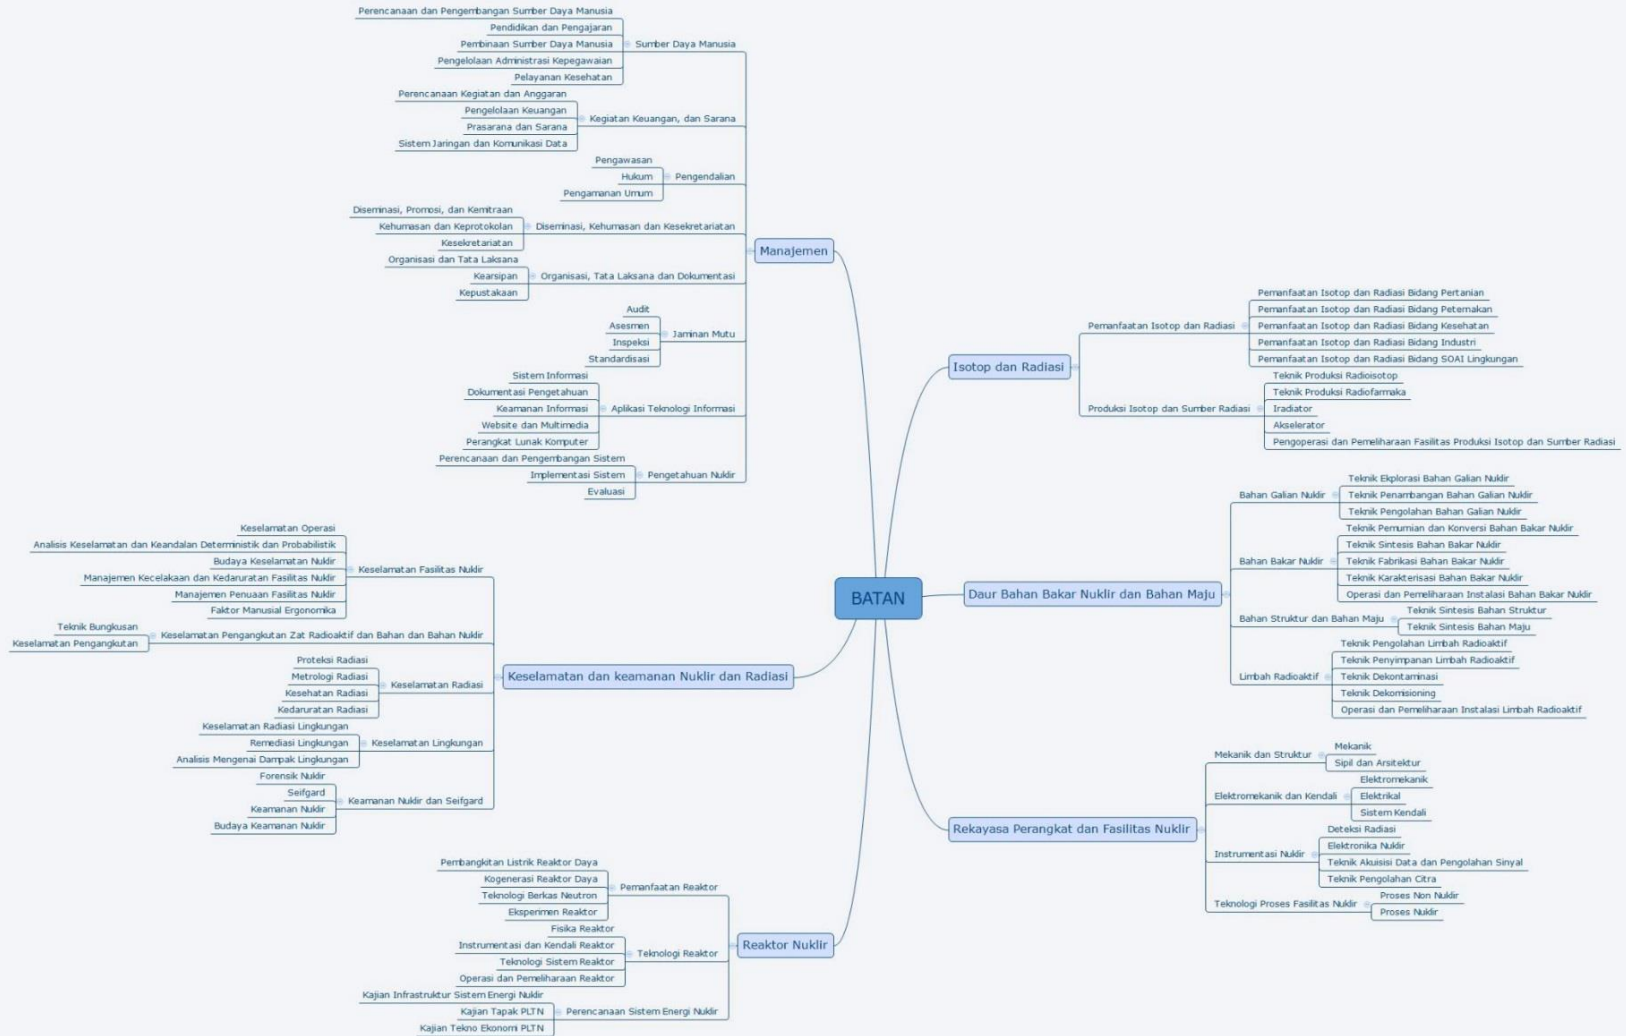 BATAN
Manajemen
Sumber Daya Manusia
Perencanaan dan Pengembangan Sumber Daya Manusia
Pendidikan dan Pengajaran
Pembinaan Sumber Daya Manusia
Pengelolaan Administrasi Kepegawaian
Pelayanan Kesehatan
Kegiatan Keuangan, dan Sarana
Perencanaan Kegiatan dan Anggaran
Pengelolaan Keuangan
Prasarana dan Sarana
Sistem Jaringan dan Komunikasi Data
Pengendalian
Pengawasan
Hukum
Pengamanan Umum
Diseminasi, Kehumasan dan Kesekretariatan
Diseminasi, Promosi, dan Kemitraan
Kehumasan dan Keprotokolan
Kesekretariatan
Organisasi, Tata Laksana dan Dokumentasi
Organisasi dan Tata Laksana
Kearsipan
Kepustakaan
Jaminan Mutu
Audit
Asesmen
Inspeksi
Standardisasi
Aplikasi Teknologi Informasi
Sistem Informasi
Dokumentasi Pengetahuan
Keamanan Informasi
Website dan Multimedia
Perangkat Lunak Komputer
Pengetahuan Nuklir
Perencanaan dan Pengembangan Sistem
Implementasi Sistem
Evaluasi
Keselamatan dan keamanan Nuklir dan Radiasi
Keselamatan Fasilitas Nuklir
Keselamatan Operasi
Analisis Keselamatan dan Keandalan Deterministik dan Probabilistik
Budaya Keselamatan Nuklir
Manajemen Kecelakaan dan Kedaruratan Fasilitas Nuklir
Manajemen Penuaan Fasilitas Nuklir
Faktor Manusial Ergonomika
Keselamatan Pengangkutan Zat Radioaktif dan Bahan dan Bahan Nuklir
Teknik Bungkusan
Keselamatan Pengangkutan
Keselamatan Radiasi
Proteksi Radiasi
Metrologi Radiasi
Kesehatan Radiasi
Kedaruratan Radiasi
Keselamatan Lingkungan
Keselamatan Radiasi Lingkungan
Remediasi Lingkungan
Analisis Mengenai Dampak Lingkungan
Keamanan Nuklir dan Seifgard
Forensik Nuklir
Seifgard
Keamanan Nuklir
Budaya Keamanan Nuklir
Reaktor Nuklir
Pemanfaatan Reaktor
Pembangkitan Listrik Reaktor Daya
Kogenerasi Reaktor Daya
Teknologi Berkas Neutron
Eksperimen Reaktor
Teknologi Reaktor
Fisika Reaktor
Instrumentasi dan Kendali Reaktor
Teknologi Sistem Reaktor
Operasi dan Pemeliharaan Reaktor
Perencanaan Sistem Energi Nuklir
Kajian Infrastruktur Sistem Energi Nuklir
Kajian Tapak PLTN
Kajian Tekno Ekonomi PLTN
Isotop dan Radiasi
Pemanfaatan Isotop dan Radiasi
Pemanfaatan Isotop dan Radiasi Bidang Pertanian
Pemanfaatan Isotop dan Radiasi Bidang Peternakan
Pemanfaatan Isotop dan Radiasi Bidang Kesehatan
Pemanfaatan Isotop dan Radiasi Bidang Industri
Pemanfaatan Isotop dan Radiasi Bidang SOAI Lingkungan
Produksi Isotop dan Sumber Radiasi
Teknik Produksi Radioisotop
Teknik Produksi Radiofarmaka
Iradiator
Akselerator
Pengoperasi dan Pemeliharaan Fasilitas Produksi Isotop dan Sumber Radiasi
Daur Bahan Bakar Nuklir dan Bahan Maju
Bahan Galian Nuklir
Teknik Ekplorasi Bahan Galian Nuklir
Teknik Penambangan Bahan Galian Nuklir
Teknik Pengolahan Bahan Galian Nuklir
Bahan Bakar Nuklir
Teknik Pemurnian dan Konversi Bahan Bakar Nuklir
Teknik Sintesis Bahan Bakar Nuklir
Teknik Fabrikasi Bahan Bakar Nuklir
Teknik Karakterisasi Bahan Bakar Nuklir
Operasi dan Pemeliharaan Instalasi Bahan Bakar Nuklir
Bahan Struktur dan Bahan Maju
Teknik Sintesis Bahan Struktur
Teknik Sintesis Bahan Maju
Limbah Radioaktif
Teknik Pengolahan Limbah Radioaktif
Teknik Penyimpanan Limbah Radioaktif
Teknik Dekontaminasi
Teknik Dekomisioning
Operasi dan Pemeliharaan Instalasi Limbah Radioaktif
Rekayasa Perangkat dan Fasilitas Nuklir
Mekanik dan Struktur
Mekanik
Sipil dan Arsitektur
Elektromekanik dan Kendali
Elektromekanik
Elektrikal
Sistem Kendali
Instrumentasi Nuklir
Deteksi Radiasi
Elektronika Nuklir
Teknik Akuisisi Data dan Pengolahan Sinyal
Teknik Pengolahan Citra
Teknologi Proses Fasilitas Nuklir
Proses Non Nuklir
Proses Nuklir